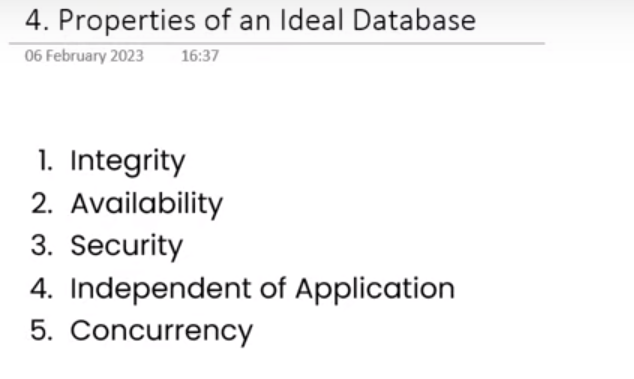 4. Properties of an Ideal Database
06 February 2023 16:37
1. Integrity
2. Availability
3. Security
4. Independent of Application
5. Concurrency